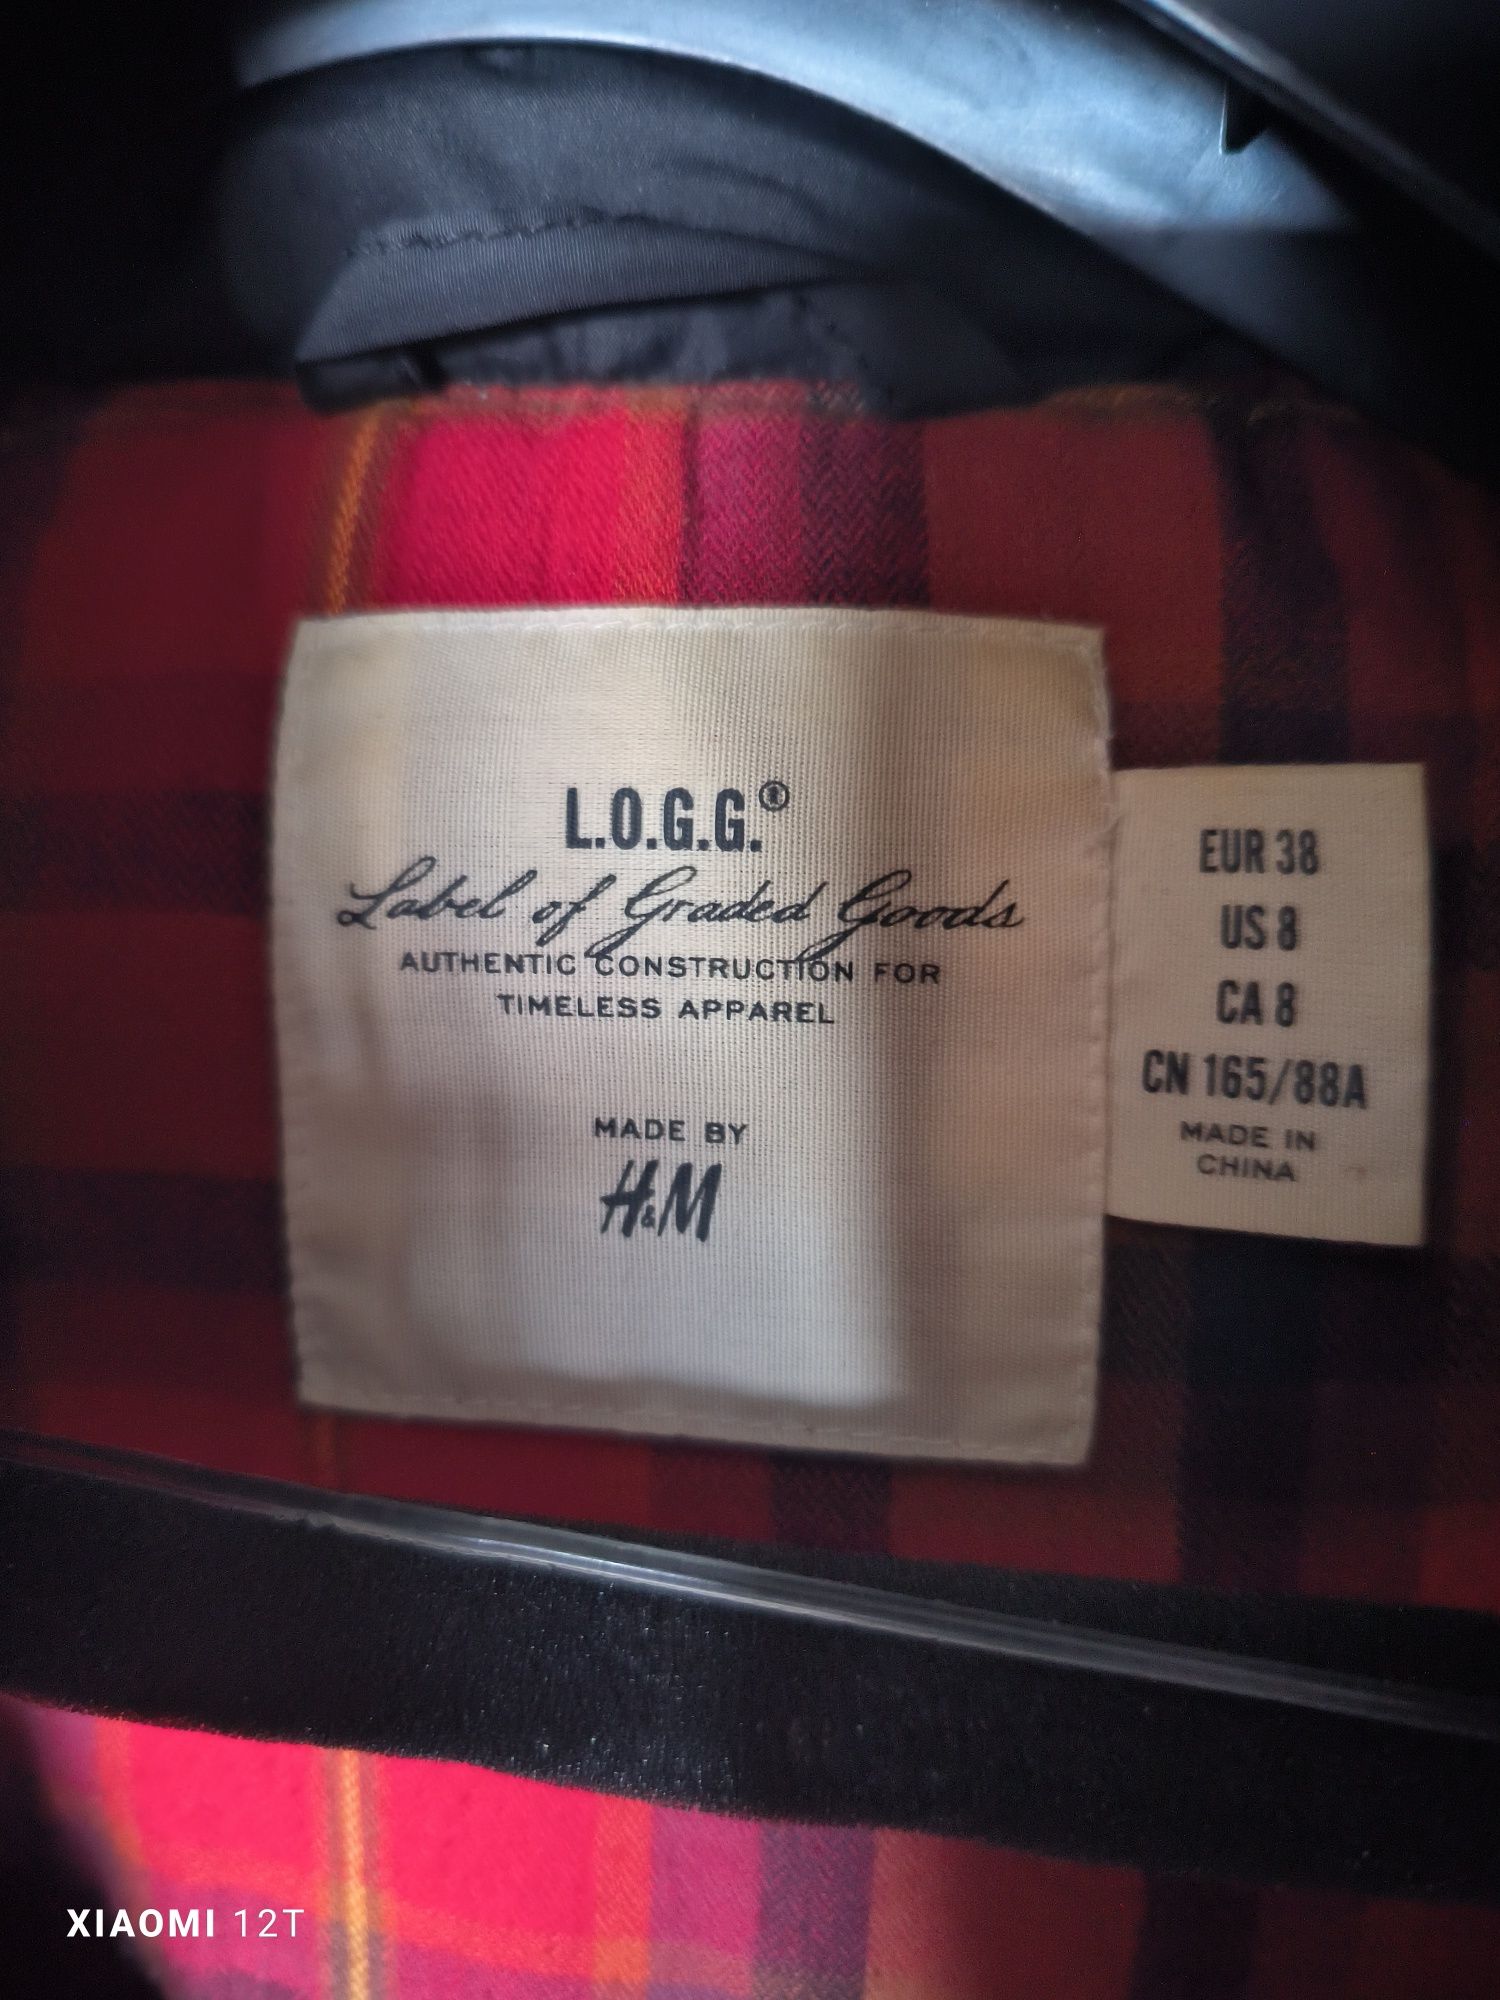 L.O.G.G.®
Label of Graded Goods
AUTHENTIC CONSTRUCTION FOR
TIMELESS APPAREL
MADE BY
H&M
EUR 38
US 8
CA 8
CN 165/88A
MADE IN
CHINA
XIAOMI 12T